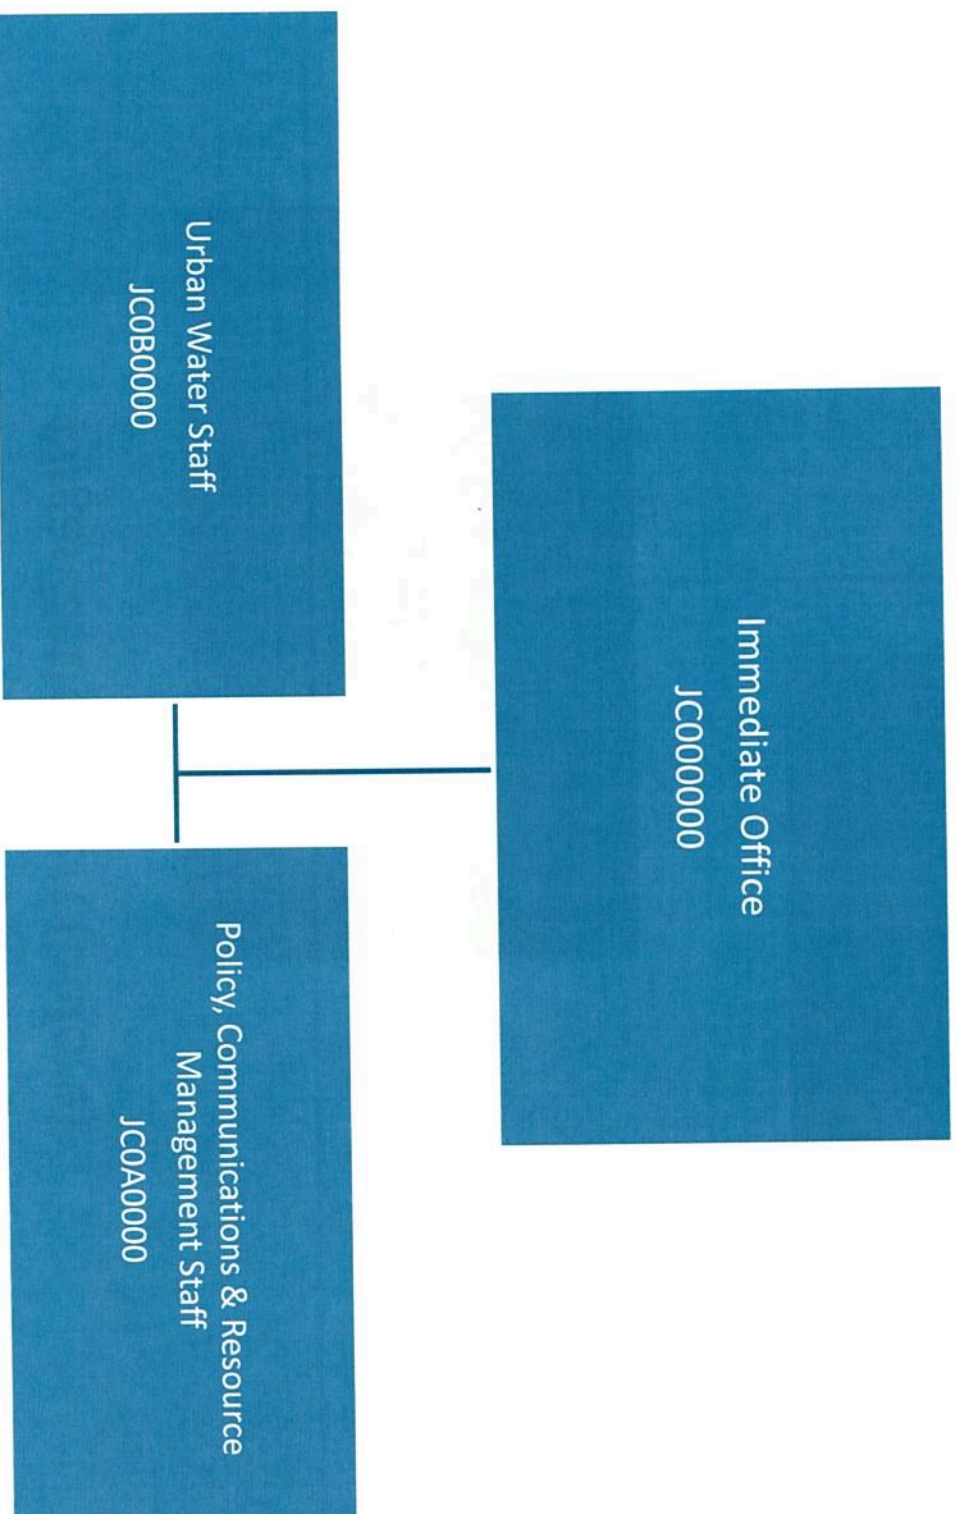 Immediate Office
JC000000
Urban Water Staff
JC0B0000
Policy, Communications & Resource
Management Staff
JC0A0000